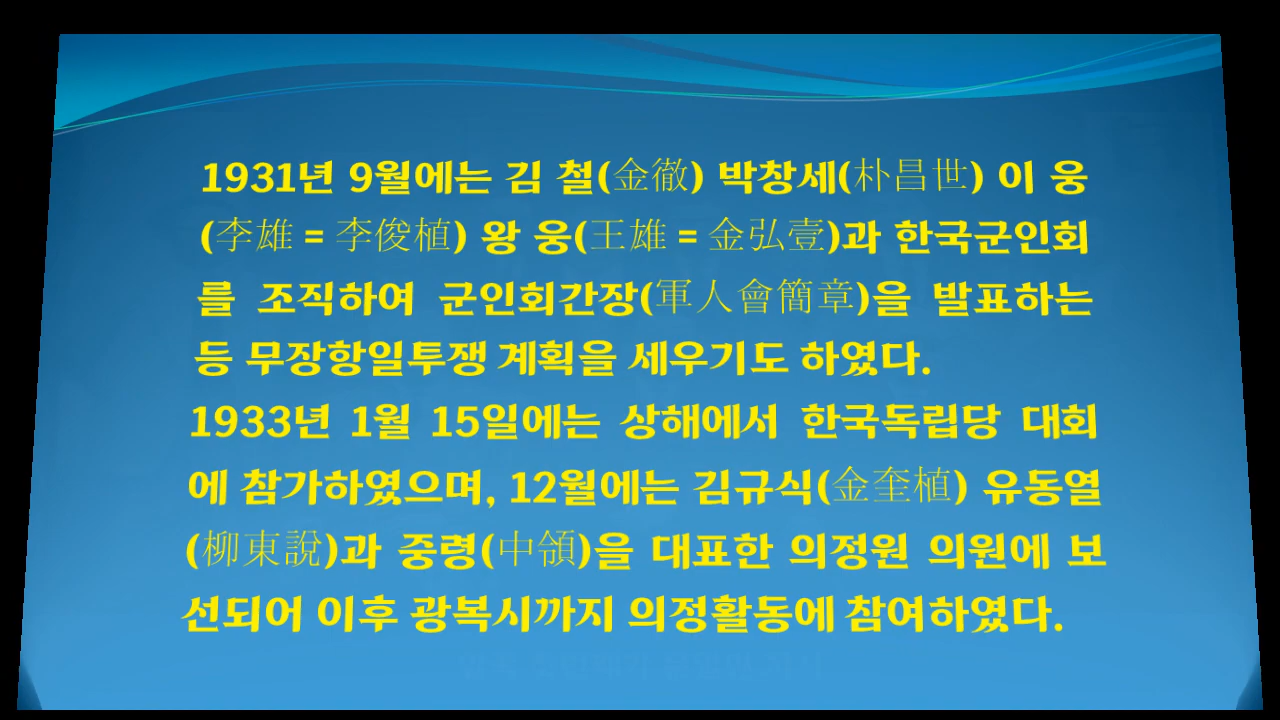 1931년 9월에는 김 철(金徹) 박창세(朴昌世) 이 웅
(李雄 = 李俊植) 왕 웅(王雄 = 金弘壹)과 한국군인회
를 조직하여 군인회간장(軍人會簡章)을 발표하는
등 무장항일투쟁 계획을 세우기도 하였다.
1933년 1월 15일에는 상해에서 한국독립당 대회
에 참가하였으며, 12월에는 김규식(金奎植) 유동열
(柳東說)과 중령(中領)을 대표한 의정원 의원에 보
선되어 이후 광복시까지 의정활동에 참여하였다.